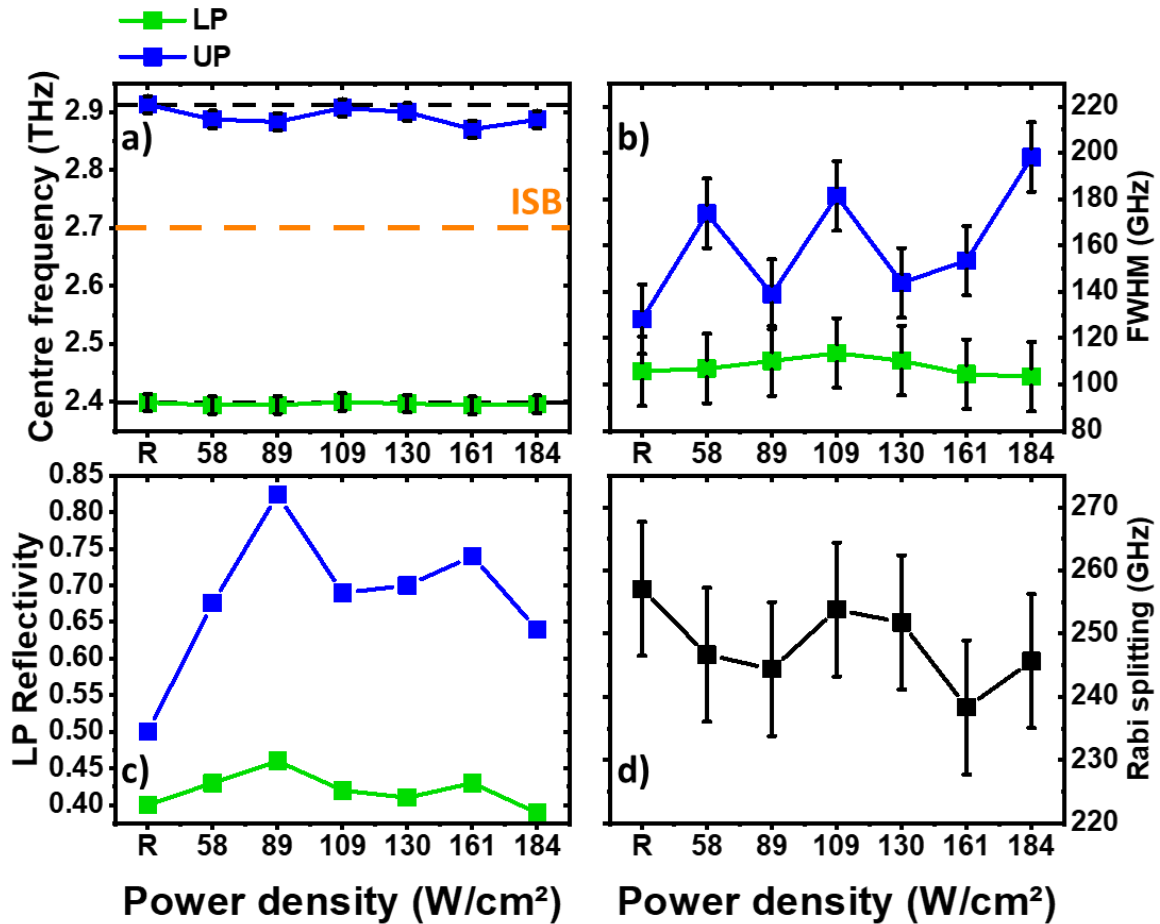 LP
UP
Centre frequency (THz)
2.9
2.8
2.7
2.6
2.5
2.4
a)
ISB
R 58 89 109 130 161 184
b)
220
200
180
160
140
120
100
80
FWHM (GHz)
R 58 89 109 130 161 184
LP Reflectivity
0.85
0.80
0.75
0.70
0.65
0.60
0.55
0.50
0.45
0.40
c)
R 58 89 109 130 161 184
Power density (W/cm²)
d)
270
260
250
240
230
220
Rabi splitting (GHz)
R 58 89 109 130 161 184
Power density (W/cm²)